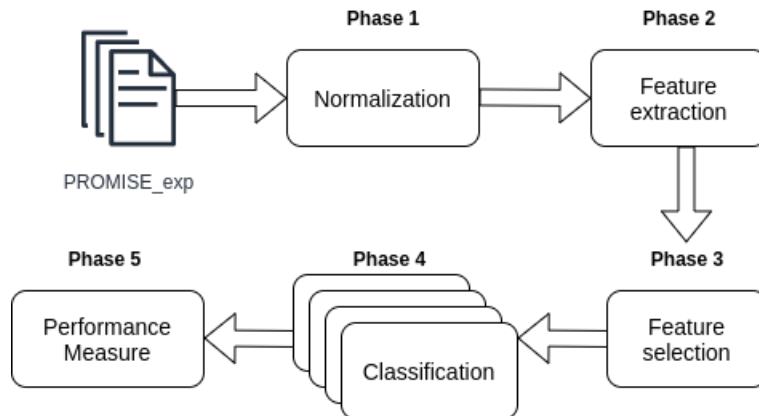 Phase 1
Phase 2
Normalization
Feature
extraction
PROMISE_exp
Phase 5
Phase 4
Phase 3
Performance
Measure
Classification
Feature
selection